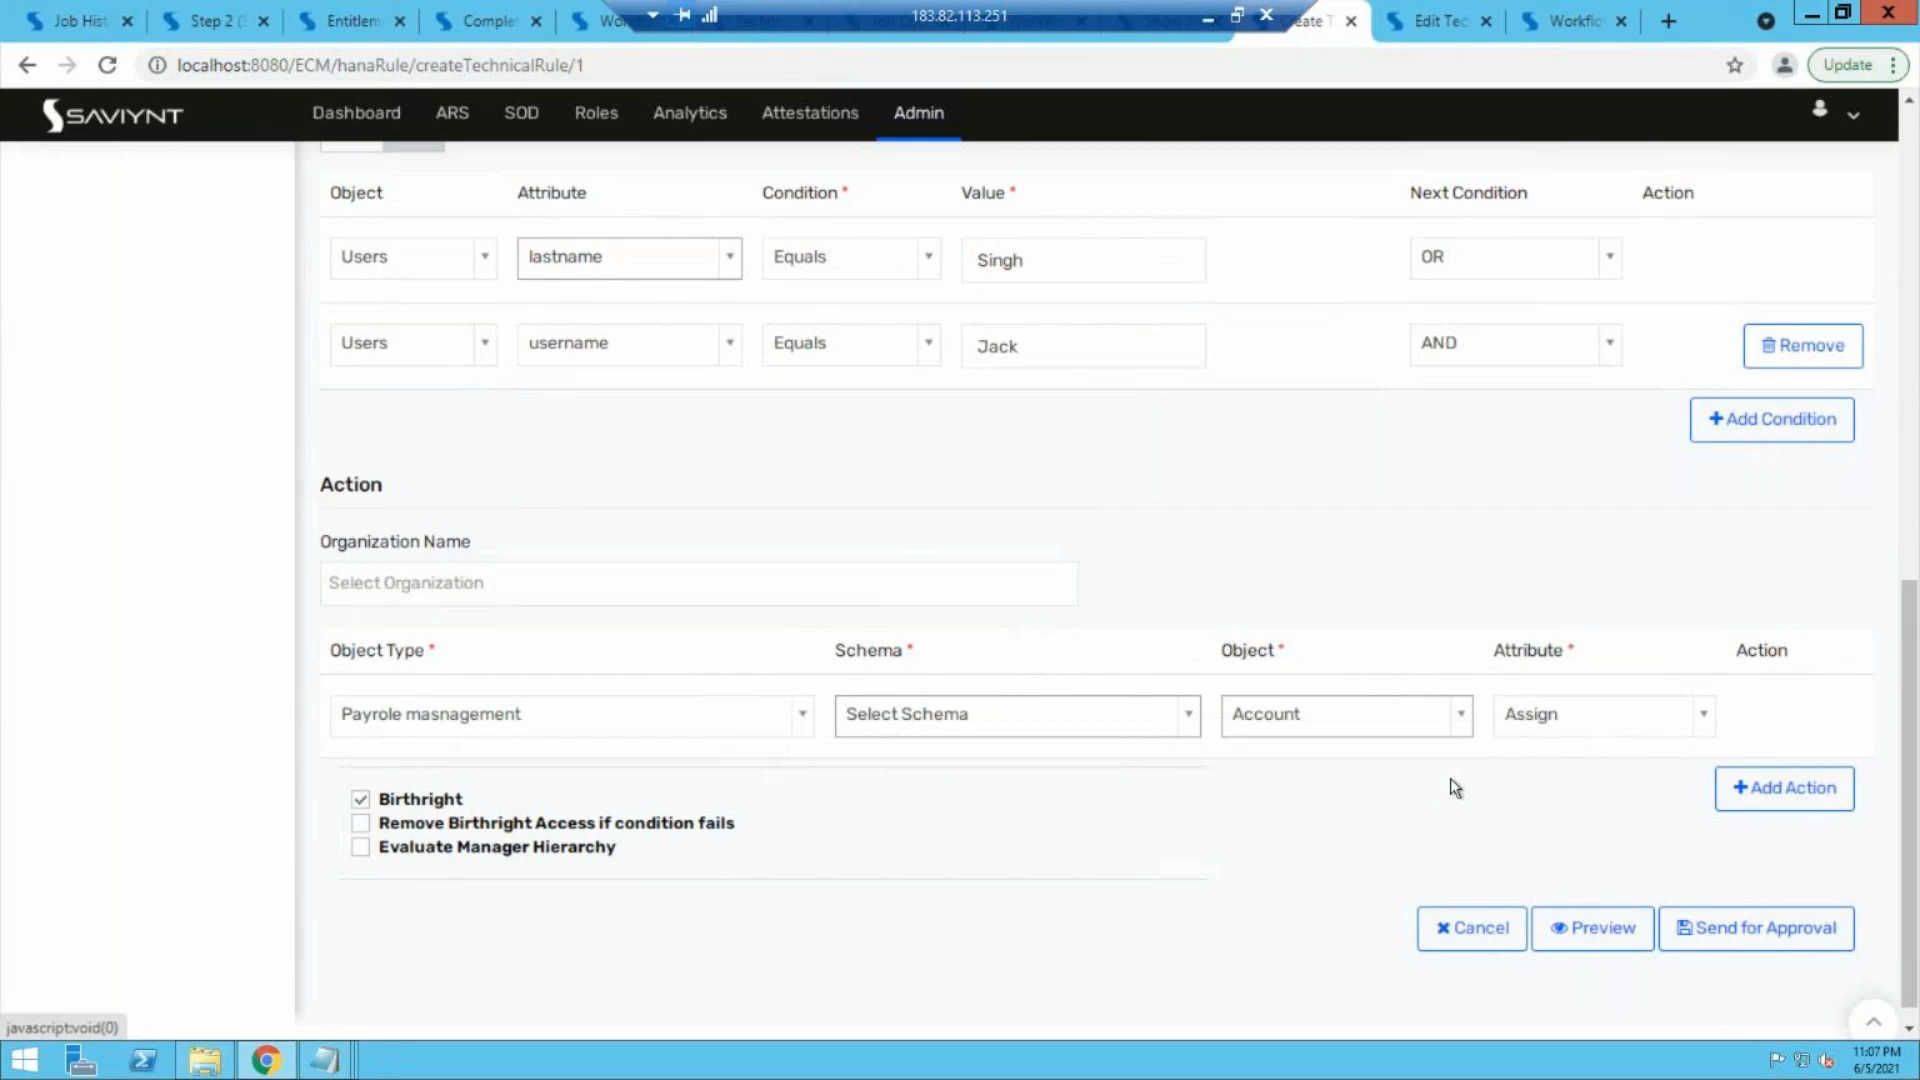 Job Hist
Step 2 (S
Entitlem
Comple
Wo
183.82.113.251
Create T
Edit Tec
Workflo
localhost:8080/ECM/hanaRule/createTechnicalRule/1
Update
SAVIYNT
Dashboard
ARS
SOD
Roles
Analytics
Attestations
Admin
Object
Attribute
Condition *
Value *
Next Condition
Action
Users
lastname
Equals
Singh
OR
Users
username
Equals
Jack
AND
Remove
+Add Condition
Action
Organization Name
Select Organization
Object Type *
Schema *
Object *
Attribute *
Action
Payrole masnagement
Select Schema
Account
Assign
Birthright
Remove Birthright Access if condition fails
Evaluate Manager Hierarchy
+Add Action
Cancel
Preview
Send for Approval
javascript:void(0)
11:07 PM
6/5/2021